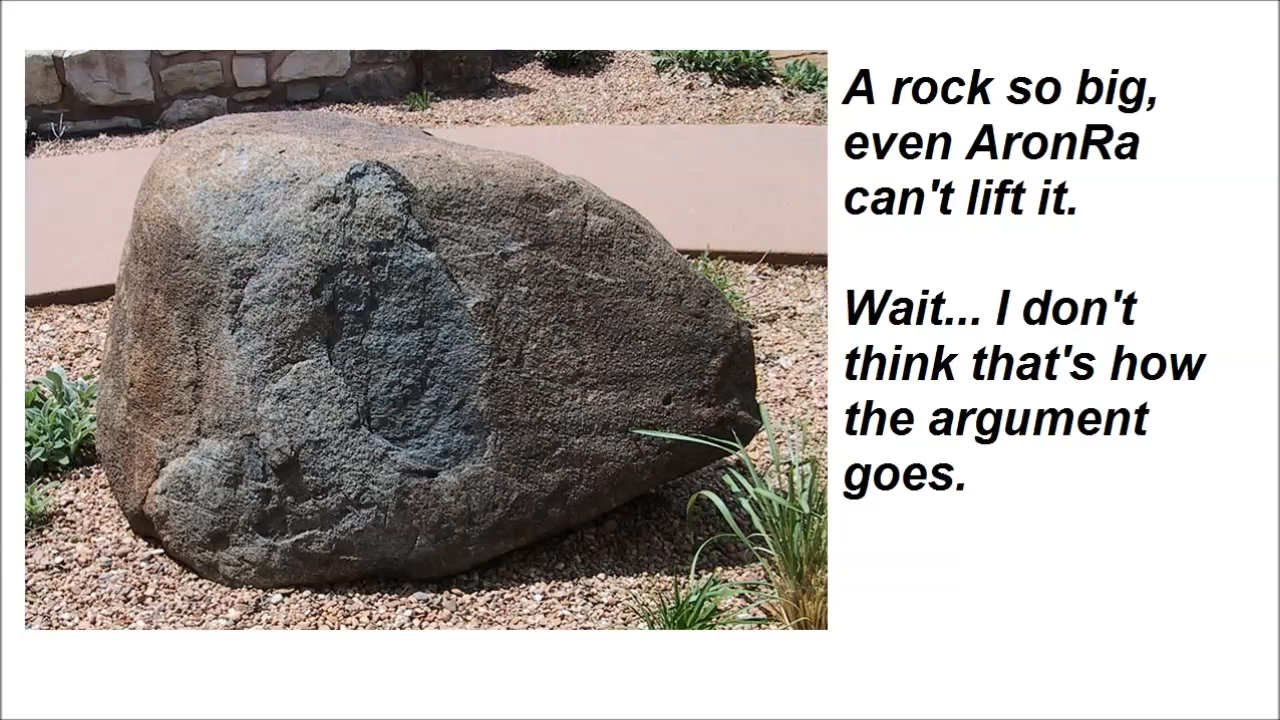 A rock so big,
even AronRa
can't lift it.
Wait... I don't
think that's how
the argument
goes.